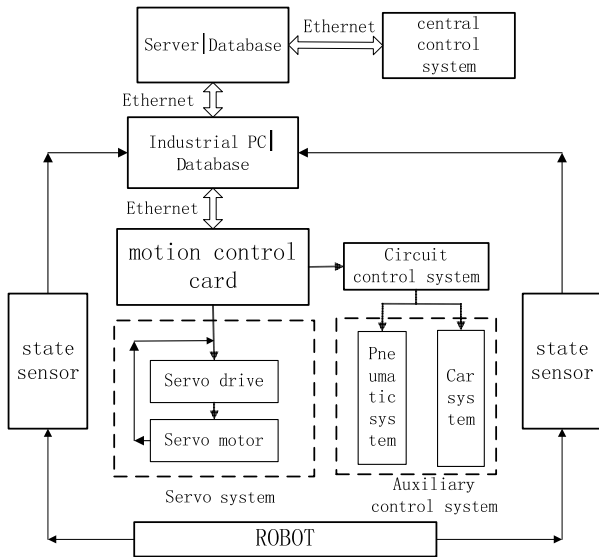 Ethernet
Server|Database
central
control
system
Ethernet
Industrial PC|
Database
Ethernet
motion control
card
Circuit
control system
state
sensor
Servo drive
Servo motor
Pne
uma
tic
sys
tem
Car
sys
tem
state
sensor
Servo system
Auxiliary
control system
ROBOT